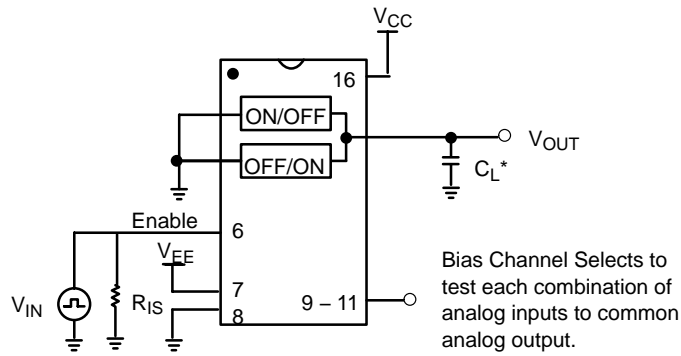 VCC
16
ON/OFF
VOUT
OFF/ON
CL*
Enable
6
VEE
VIN
RIS
7
8
9 – 11
Bias Channel Selects to
test each combination of
analog inputs to common
analog output.